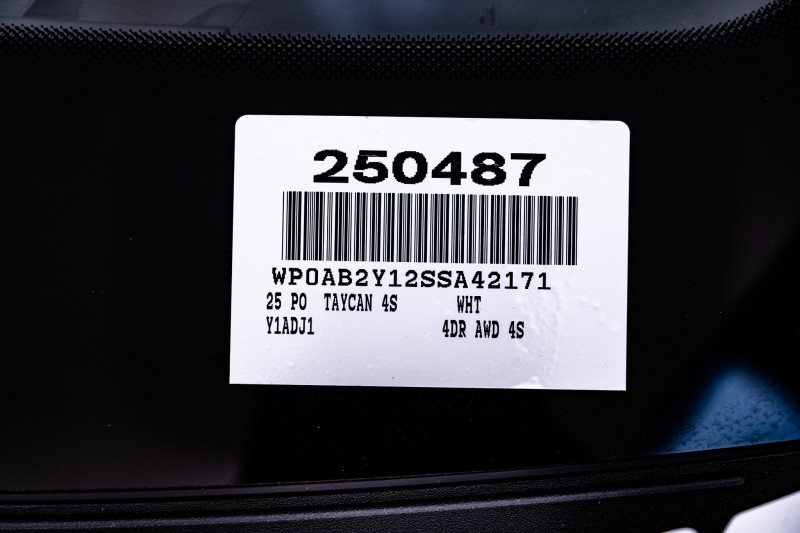 250487
WP0AB2Y12SSA42171
25 PO TAYCAN 4S WHT
Y1ADJ1 4DR AWD 4S